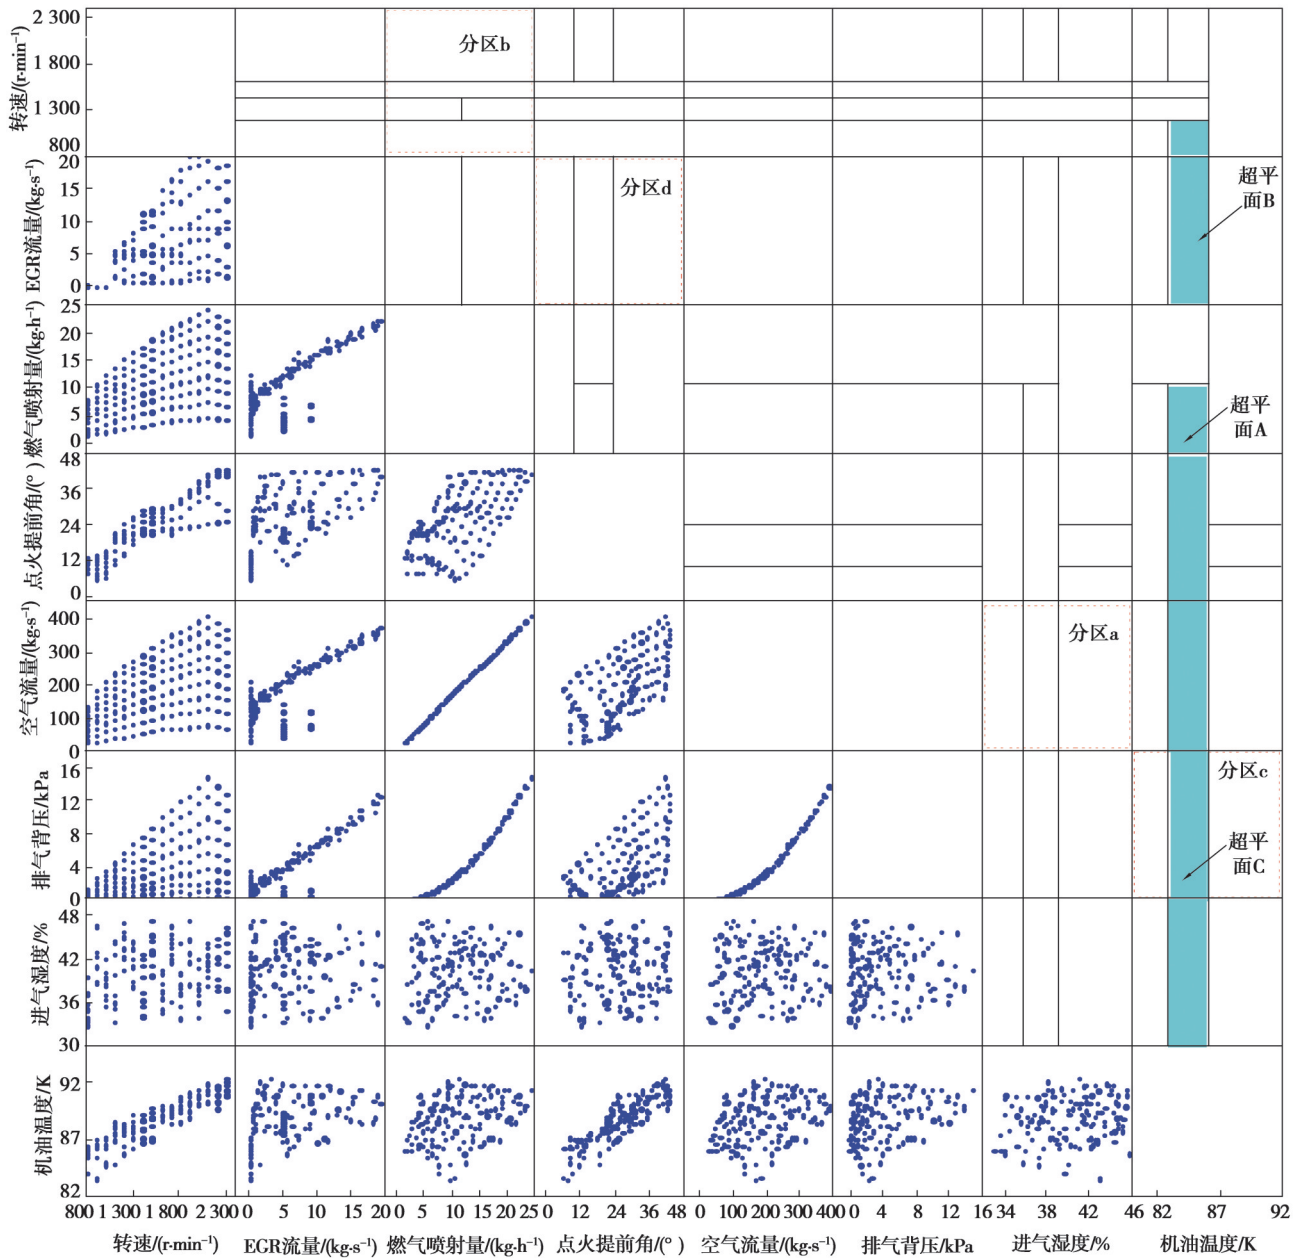 转速/(r·min⁻¹)
2 300
1 800
1 300
800
分区b
EGR流量/(kg·s⁻¹)
20
15
10
5
0
分区d
超平
面B
燃气喷射量/(kg·h⁻¹)
25
20
15
10
5
0
超平
面A
点火提前角/(°)
48
36
24
12
0
空气流量/(kg·s⁻¹)
400
300
200
100
0
分区a
排气背压/kPa
16
12
8
4
0
分区c
超平
面C
进气湿度/%
48
42
36
30
机油温度/K
92
87
82
800 1 300 1 800 2 300 0 5 10 15 20 0 5 10 15 20 25 0 12 24 36 48 0 100 200 300 400 0 4 8 12 16 34 38 42 46 82 87 92
转速/(r·min⁻¹) EGR流量/(kg·s⁻¹) 燃气喷射量/(kg·h⁻¹) 点火提前角/(°) 空气流量/(kg·s⁻¹) 排气背压/kPa 进气湿度/% 机油温度/K